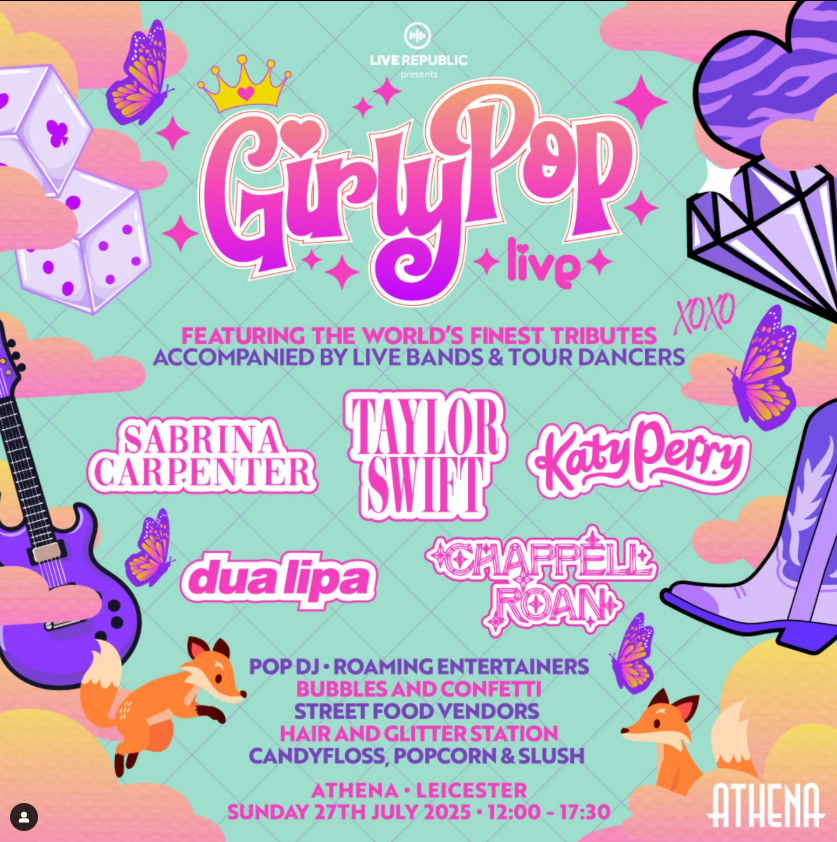 LIVE REPUBLIC
presents
GirlyPop
live
XOXO
FEATURING THE WORLD'S FINEST TRIBUTES
ACCOMPANIED BY LIVE BANDS & TOUR DANCERS
SABRINA
CARPENTER
TAYLOR
SWIFT
Katy Perry
dua lipa
CHAPPELL
ROAN
POP DJ • ROAMING ENTERTAINERS
BUBBLES AND CONFETTI
STREET FOOD VENDORS
HAIR AND GLITTER STATION
CANDYFLOSS, POPCORN & SLUSH
ATHENA • LEICESTER
SUNDAY 27TH JULY 2025 • 12:00 - 17:30
ATHENA